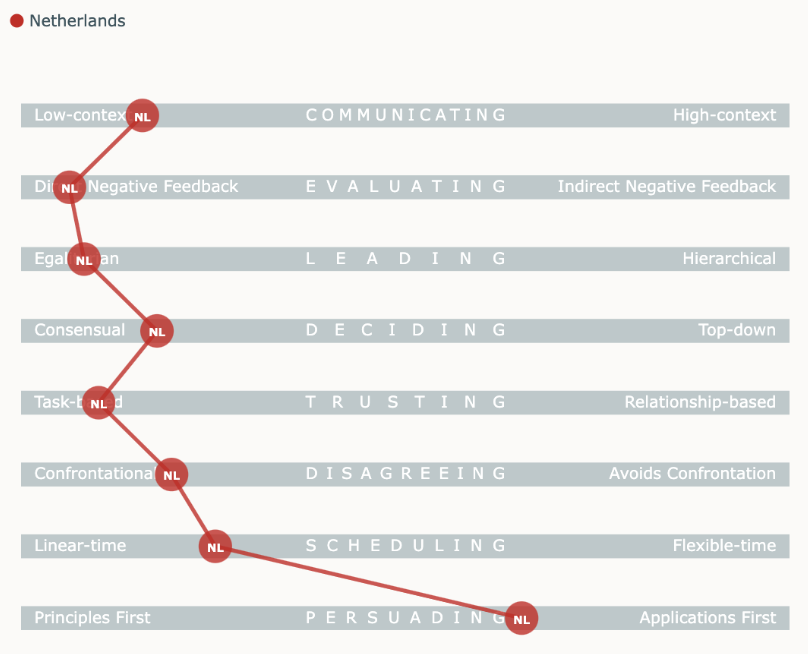 Netherlands
Low-contex NL COMMUNICATING High-context
NL Negative Feedback EVALUATING Indirect Negative Feedback
Ega NL an LEADING Hierarchical
Consensual NL DECIDING Top-down
Task- NL d TRUSTING Relationship-based
Confrontationa NL DISAGREEING Avoids Confrontation
Linear-time NL SCHEDULING Flexible-time
Principles First PERSUADING NL Applications First